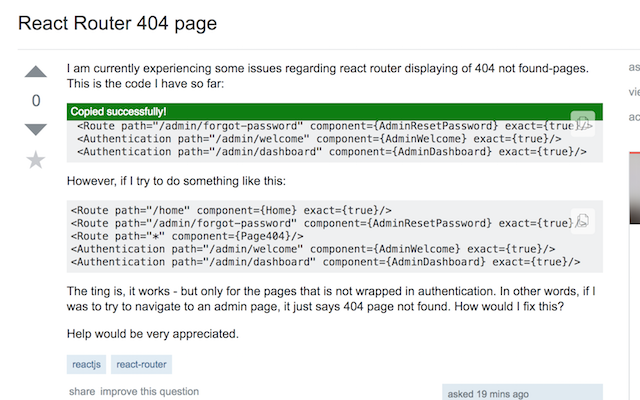 React Router 404 page
I am currently experiencing some issues regarding react router displaying of 404 not found-pages.
This is the code I have so far:
0
Copied successfully!
<Route path="/admin/forgot-password" component={AdminResetPassword} exact={true}/>
<Authentication path="/admin/welcome" component={AdminWelcome} exact={true}/>
<Authentication path="/admin/dashboard" component={AdminDashboard} exact={true}/>
However, if I try to do something like this:
<Route path="/home" component={Home} exact={true}/>
<Route path="/admin/forgot-password" component={AdminResetPassword} exact={true}/>
<Route path="*" component={Page404}/>
<Authentication path="/admin/welcome" component={AdminWelcome} exact={true}/>
<Authentication path="/admin/dashboard" component={AdminDashboard} exact={true}/>
The ting is, it works - but only for the pages that is not wrapped in authentication. In other words, if I
was to try to navigate to an admin page, it just says 404 page not found. How would I fix this?
Help would be very appreciated.
reactjs react-router
share improve this question
asked 19 mins ago
as
vie
ac